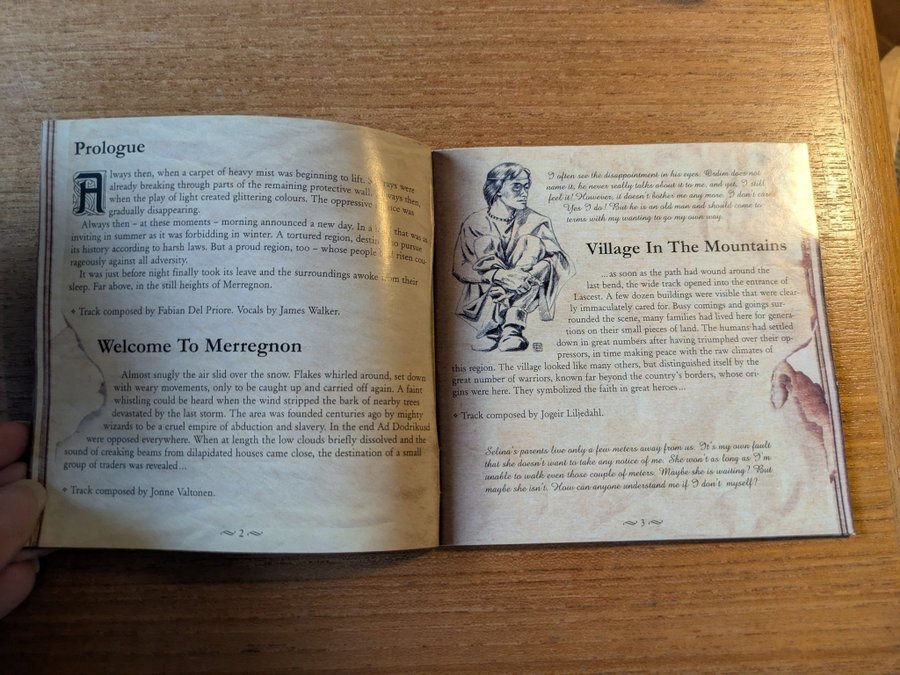 Prologue
Always then, when a carpet of heavy mist was beginning to lift. S ays were
already breaking through parts of the remaining protective wall. ways then,
when the play of light created glittering colours. The oppressive nce was
gradually disappearing.
Always then – at these moments – morning announced a new day. In a that was as
inviting in summer as it was forbidding in winter. A tortured region, destin to pursue
its history according to harsh laws. But a proud region, too – whose people risen cou-
rageously against all adversity.
It was just before night finally took its leave and the surroundings awoke from their
sleep. Far above, in the still heights of Merregnon.
Track composed by Fabian Del Priore. Vocals by James Walker.
Welcome To Merregnon
Almost snugly the air slid over the snow. Flakes whirled around, set down
with weary movements, only to be caught up and carried off again. A faint
whistling could be heard when the wind stripped the bark of nearby trees
devastated by the last storm. The area was founded centuries ago by mighty
wizards to be a cruel empire of abduction and slavery. In the end Ad Dodrikusd
were opposed everywhere. When at length the low clouds briefly dissolved and the
sound of creaking beams from dilapidated houses came close, the destination of a small
group of traders was revealed...
Track composed by Jonne Valtonen.
2
I often see the disappointment in his eyes. Ordim does not
name it, he never really talks about it to me, and yet, I still
feel it! However, it doesn't bother me any more. I don't care!
Yes I do! But he is an old man and should come to
terms with my wanting to go my own way.
Village In The Mountains
...as soon as the path had wound around the
last bend, the wide track opened into the entrance of
Lascest. A few dozen buildings were visible that were clear-
ly immaculately cared for. Busy comings and goings sur-
rounded the scene, many families had lived here for genera-
tions on their small pieces of land. The humans had settled
down in great numbers after having triumphed over their op-
pressors, in time making peace with the raw climates of
this region. The village looked like many others, but distinguished itself by the
great number of warriors, known far beyond the country's borders, whose ori-
gins were here. They symbolized the faith in great heroes...
Track composed by Jogeir Liljedahl.
Selina's parents live only a few meters away from us. It's my own fault
that she doesn't want to take any notice of me. She won't as long as I'm
unable to walk even those couple of meters. Maybe she is waiting? But
maybe she isn't. How can anyone understand me if I don't myself?
3